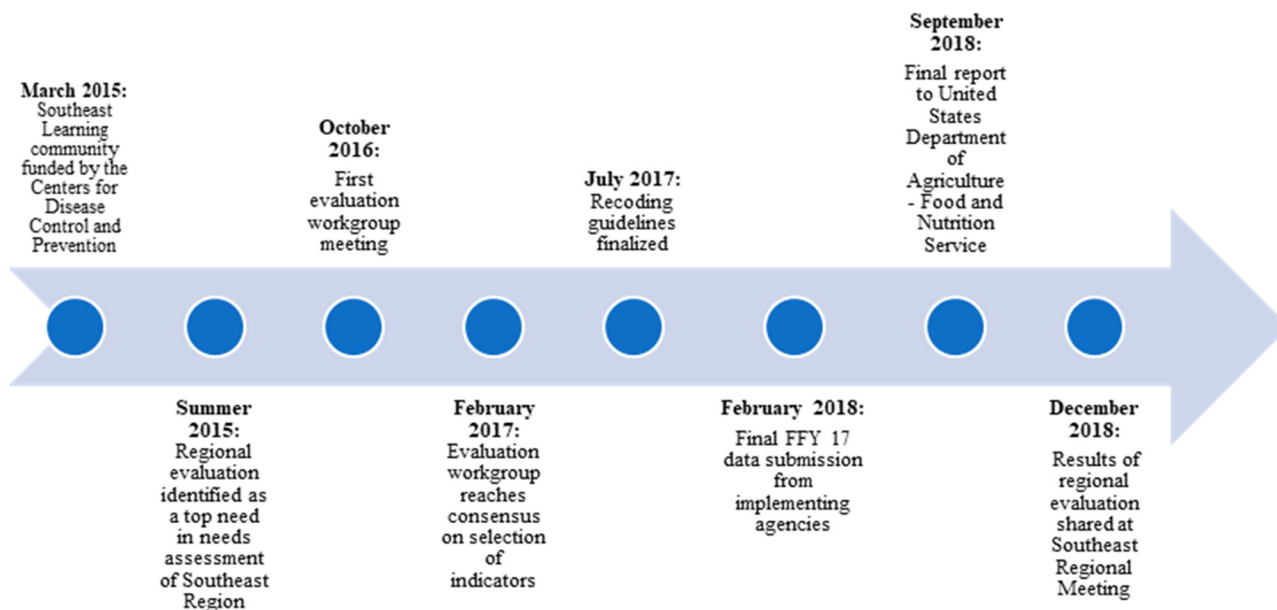 March 2015:
Southeast
Learning
community
funded by the
Centers for
Disease
Control and
Prevention
Summer
2015:
Regional
evaluation
identified as
a top need
in needs
assessment
of Southeast
Region
October
2016:
First
evaluation
workgroup
meeting
February
2017:
Evaluation
workgroup
reaches
consensus
on selection
of
indicators
July 2017:
Recoding
guidelines
finalized
February 2018:
Final FFY 17
data submission
from
implementing
agencies
September
2018:
Final report
to United
States
Department
of
Agriculture
- Food and
Nutrition
Service
December
2018:
Results of
regional
evaluation
shared at
Southeast
Regional
Meeting